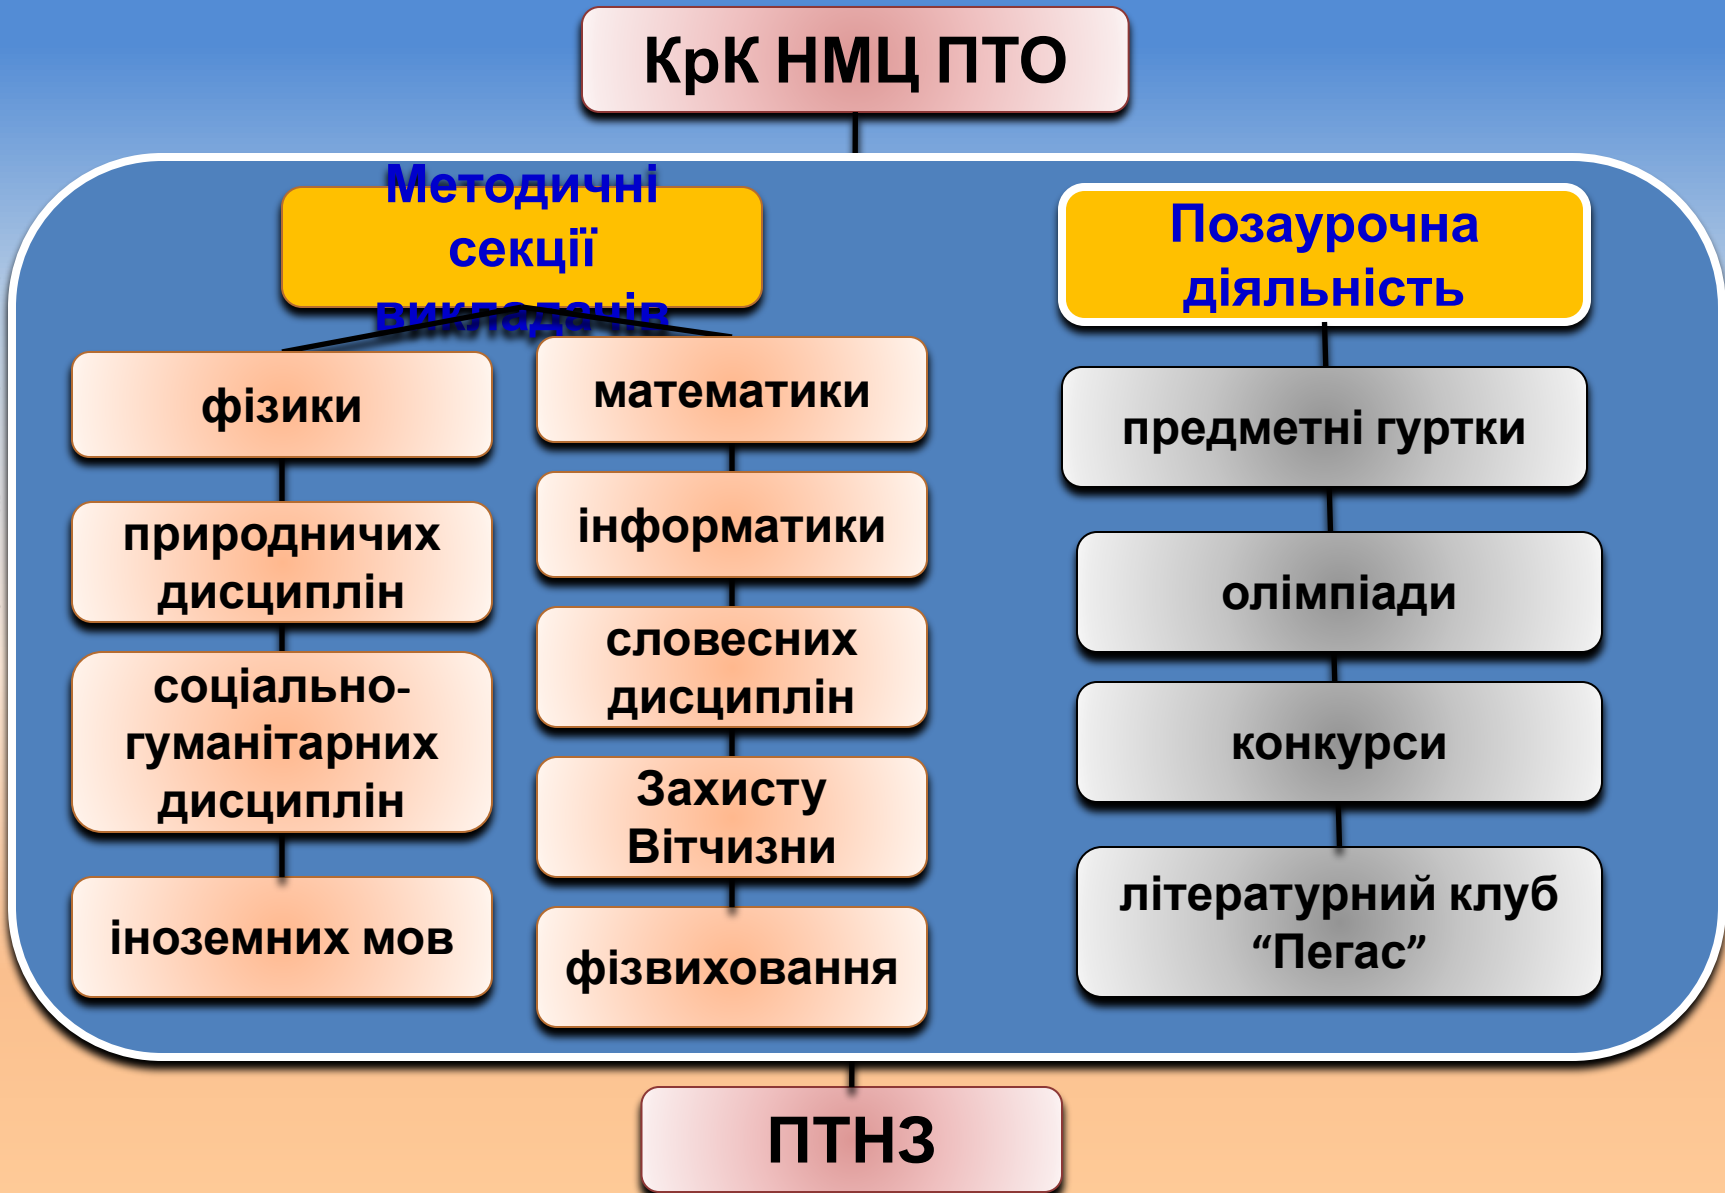 КрК НМЦ ПТО
Методичні
секції
викладачів
фізики
природничих
дисциплін
соціально-
гуманітарних
дисциплін
іноземних мов
математики
інформатики
словесних
дисциплін
Захисту
Вітчизни
фізвиховання
Позаурочна
діяльність
предметні гуртки
олімпіади
конкурси
літературний клуб
“Пегас”
ПТНЗ